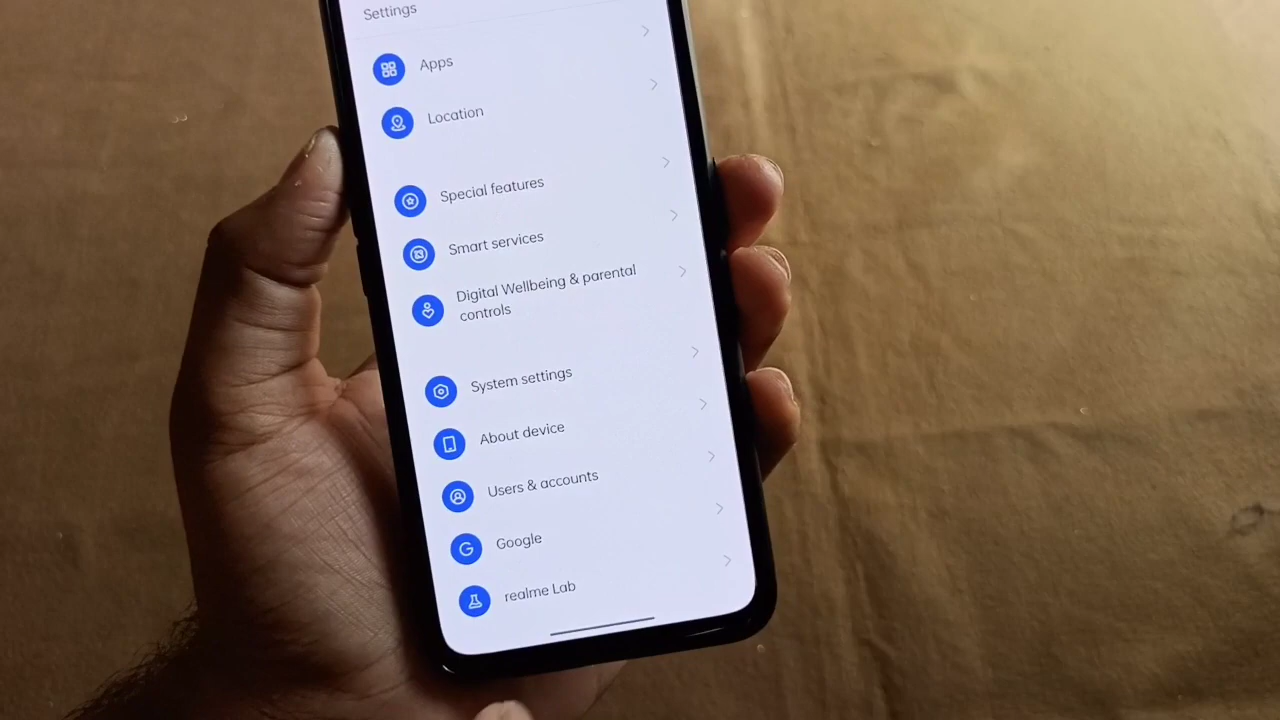 Settings
Apps
Location
Special features
Smart services
Digital Wellbeing & parental
controls
System settings
About device
Users & accounts
Google
realme Lab